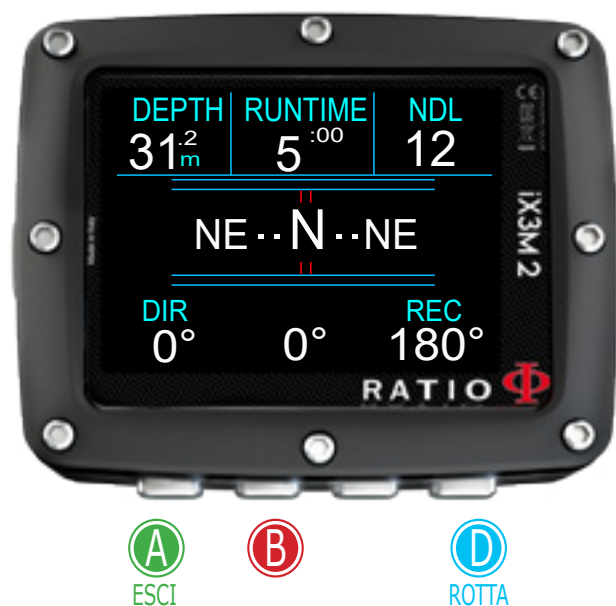 DEPTH RUNTIME NDL
31.2m 5:00 12
NE··N··NE
DIR REC
0° 0° 180°
iX3M 2
RATIO
A B D
ESCI ROTTA